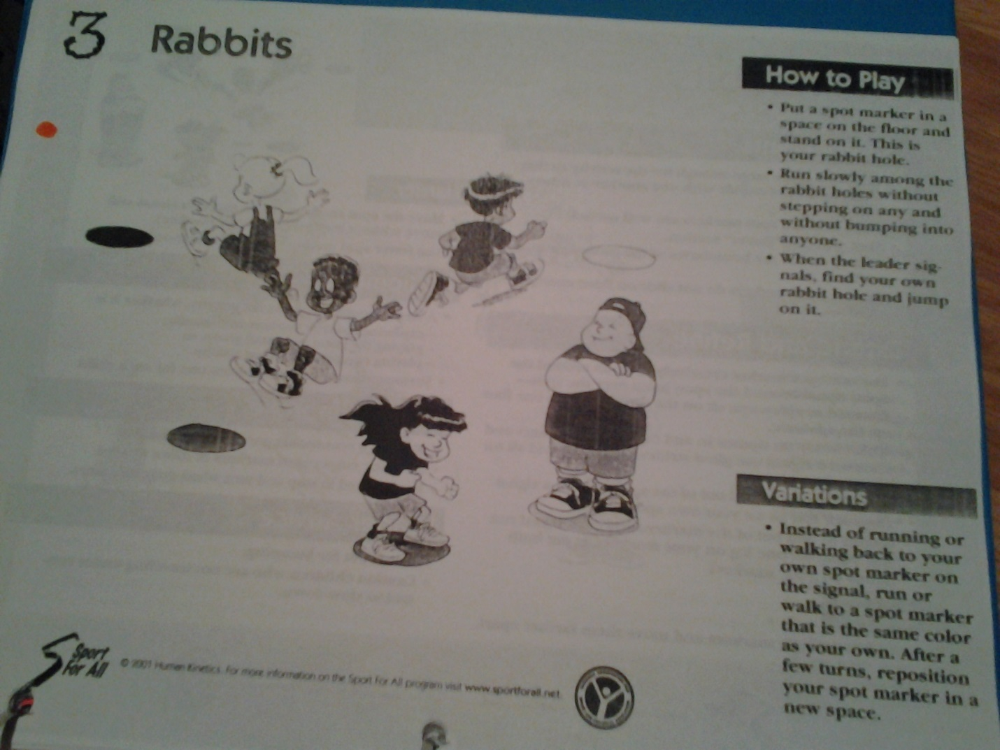 3 Rabbits
How to Play
• Put a spot marker in a
space on the floor and
stand on it. This is
your rabbit hole.
• Run slowly among the
rabbit holes without
stepping on any and
without bumping into
anyone.
• When the leader sig-
nals, find your own
rabbit hole and jump
on it.
Variations
• Instead of running or
walking back to your
own spot marker on
the signal, run or
walk to a spot marker
that is the same color
as your own. After a
few turns, reposition
your spot marker in a
new space.
Sport
For All
© 2001 Human Kinetics. For more information on the Sport For All program visit www.sportforall.net.